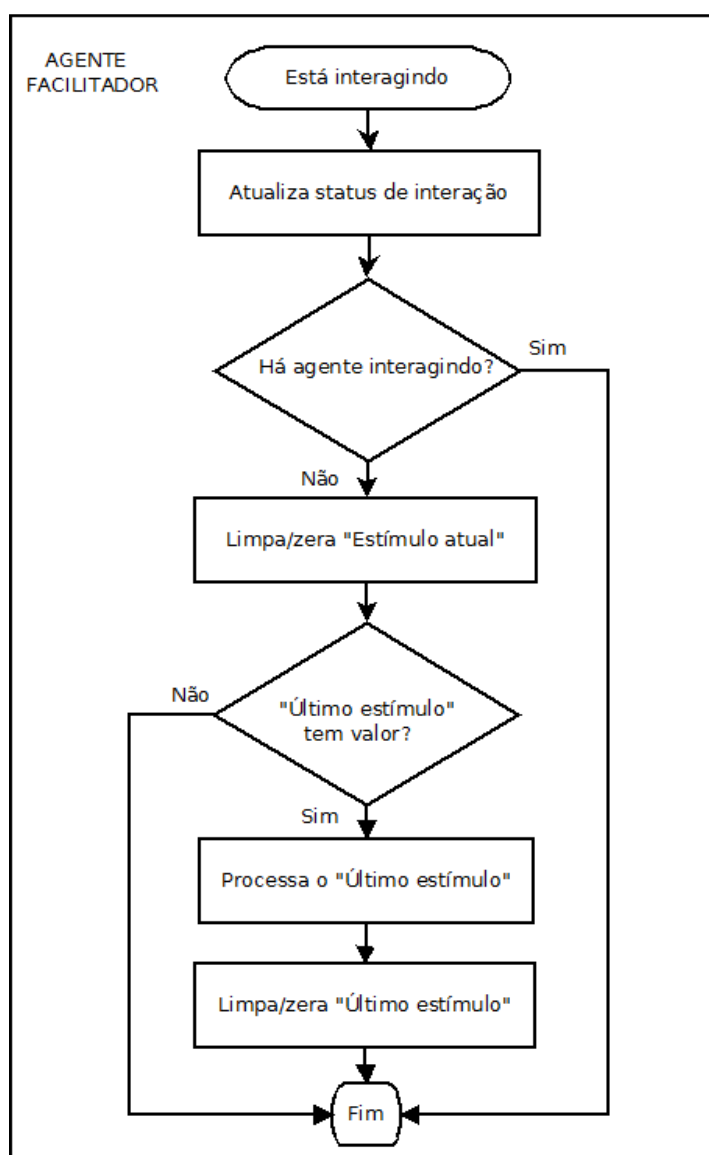 AGENTE
FACILITADOR
Está interagindo
Atualiza status de interação
Há agente interagindo?
Sim
Não
Limpa/zera "Estímulo atual"
Não
"Último estímulo"
tem valor?
Sim
Processa o "Último estímulo"
Limpa/zera "Último estímulo"
Fim